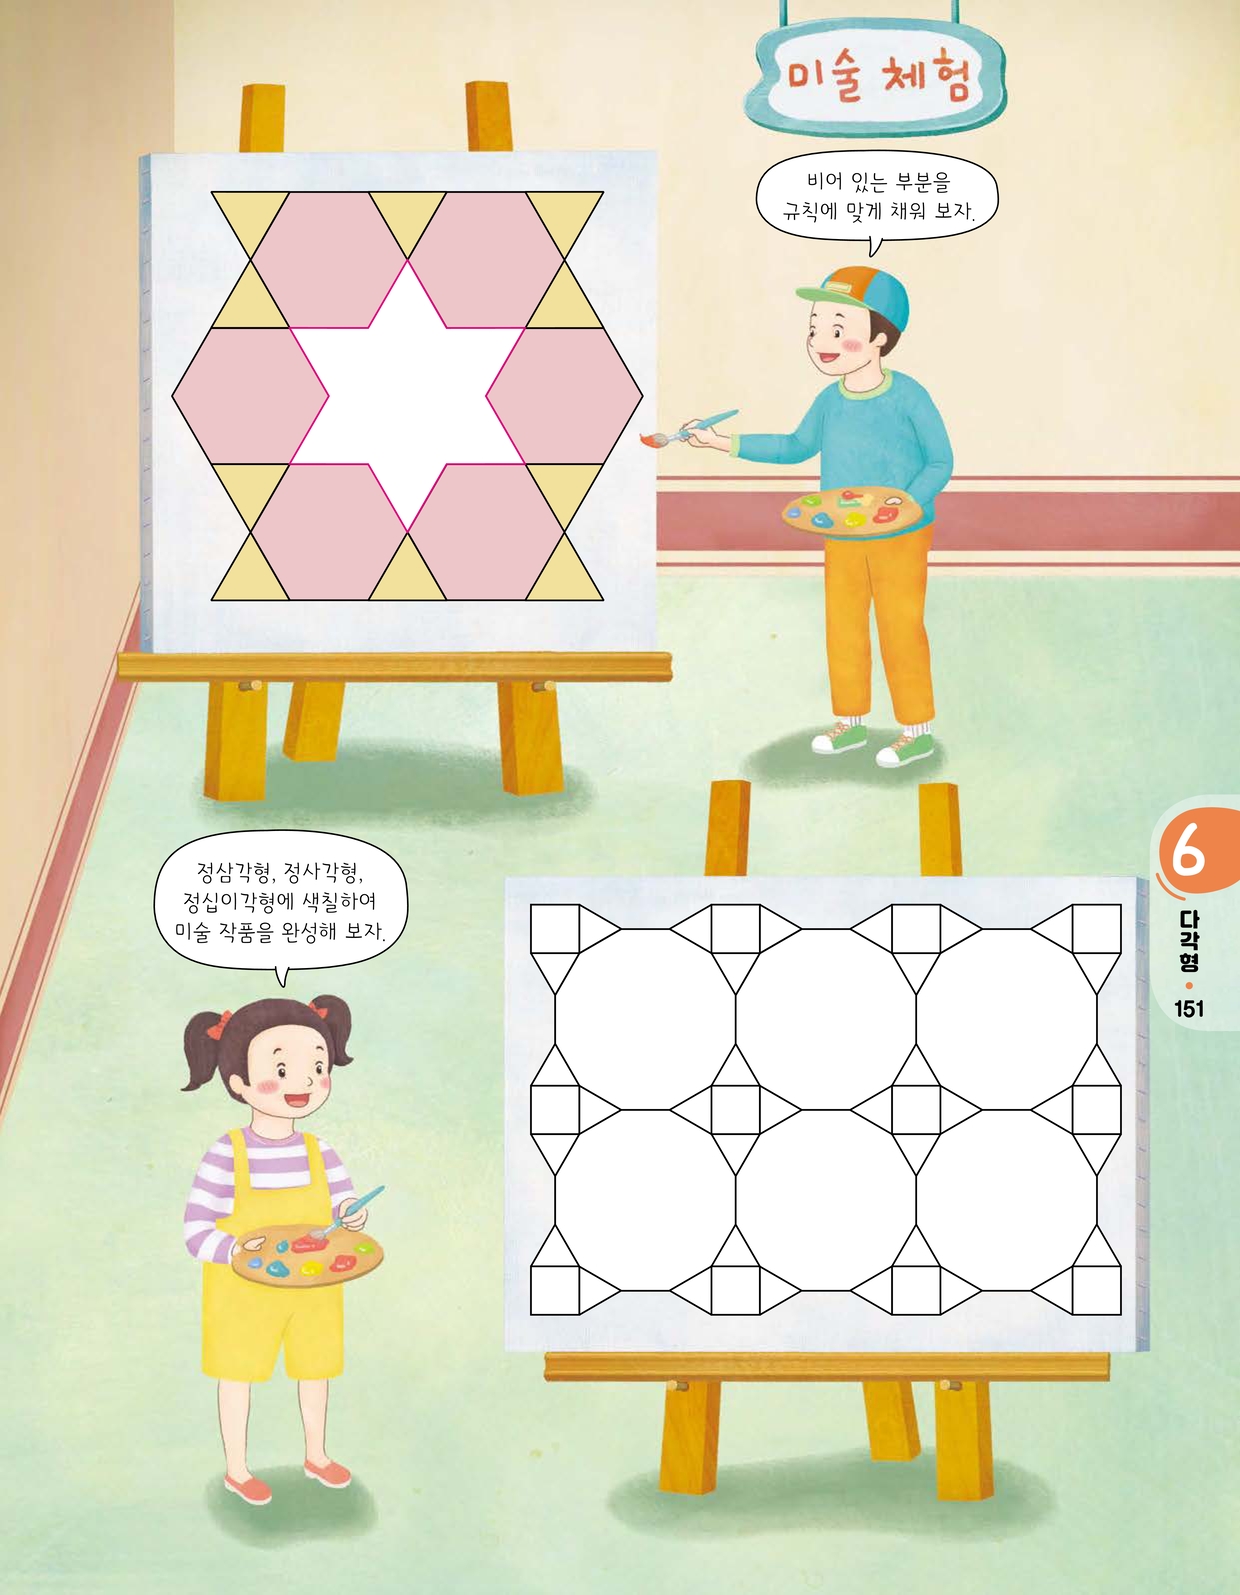 미술 체험
비어 있는 부분을
규칙에 맞게 채워 보자.
정삼각형, 정사각형,
정십이각형에 색칠하여
미술 작품을 완성해 보자.
6
다각형
151